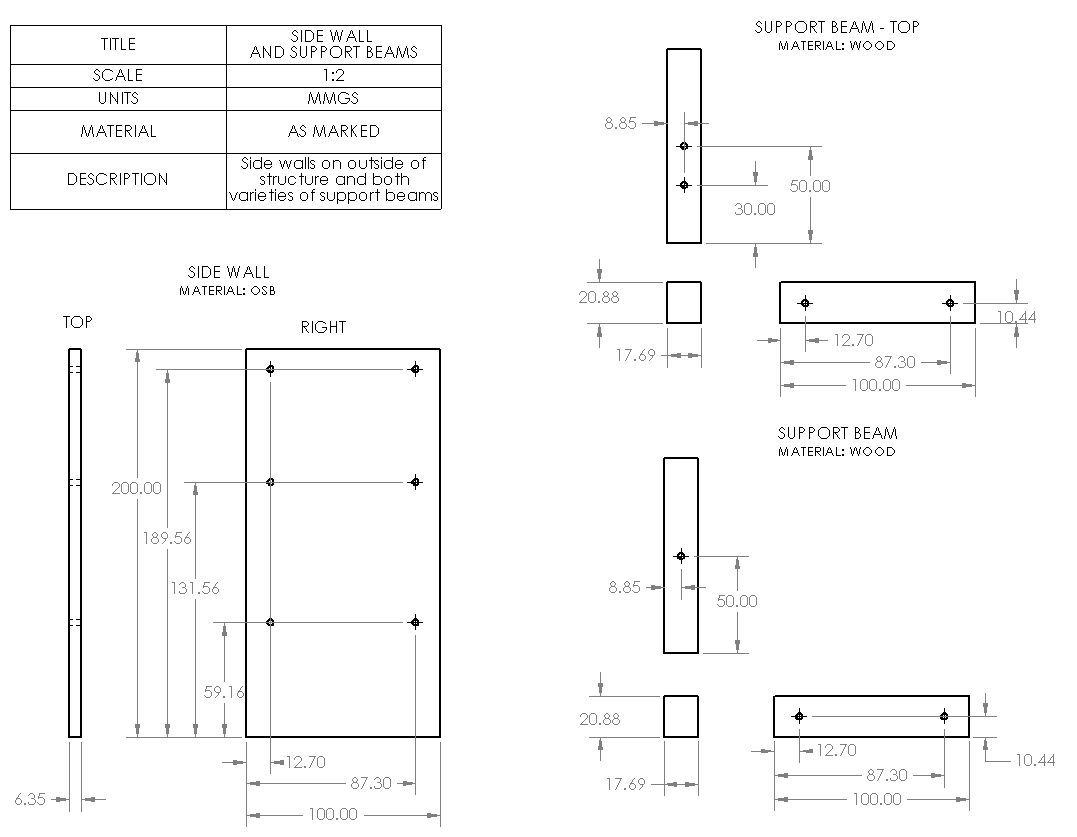 TITLE
SIDE WALL
AND SUPPORT BEAMS
SCALE
1:2
UNITS
MMGS
MATERIAL
AS MARKED
DESCRIPTION
Side walls on outside of
structure and both
varieties of support beams
SIDE WALL
MATERIAL: OSB
TOP
RIGHT
200.00
189.56
131.56
59.16
12.70
87.30
100.00
6.35
SUPPORT BEAM - TOP
MATERIAL: WOOD
8.85
50.00
30.00
20.88
17.69
10.44
12.70
87.30
100.00
SUPPORT BEAM
MATERIAL: WOOD
8.85
50.00
20.88
17.69
12.70
10.44
87.30
100.00